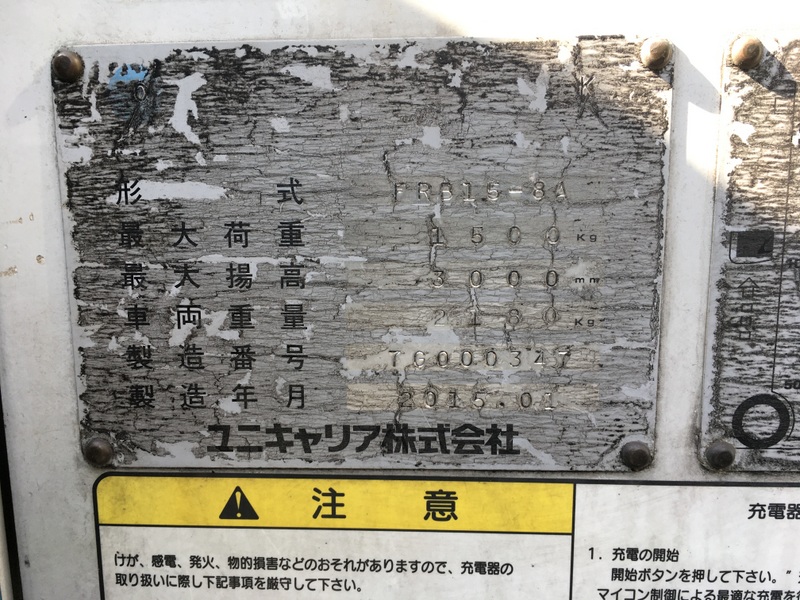 形式 FRB15-8A
最大荷重 1500 Kg
最大揚高 3000 mm
車両重量 2180 Kg
製造番号 7G000347
製造年月 2015.01
ユニキャリア株式会社
注意
けが、感電、発火、物的損害などのおそれがありますので、充電器の
取り扱いに際し下記事項を厳守して下さい。
充電器
1. 充電の開始
開始ボタンを押して下さい。"
マイコン制御による最適な充電を